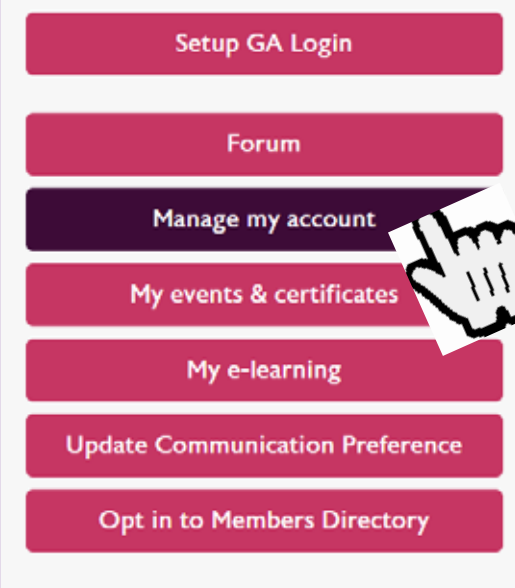 Setup GA Login
Forum
Manage my account
My events & certificates
My e-learning
Update Communication Preference
Opt in to Members Directory